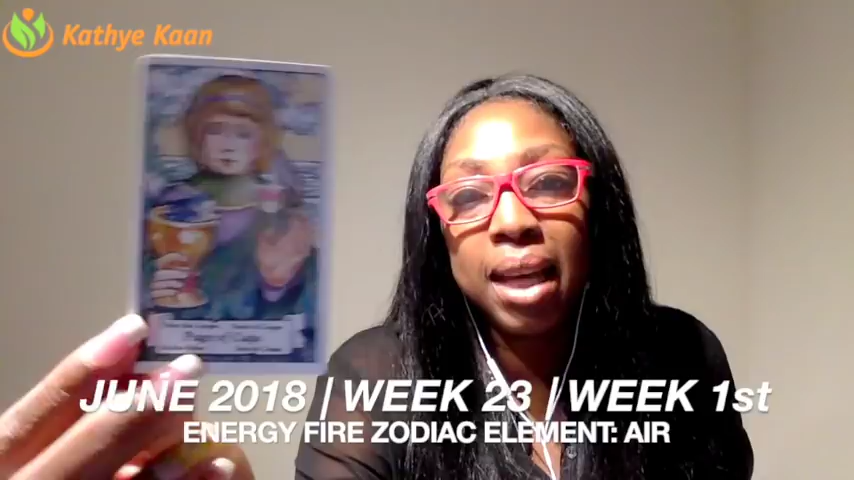 Kathye Kaan
JUNE 2018 | WEEK 23 | WEEK 1st
ENERGY FIRE ZODIAC ELEMENT: AIR